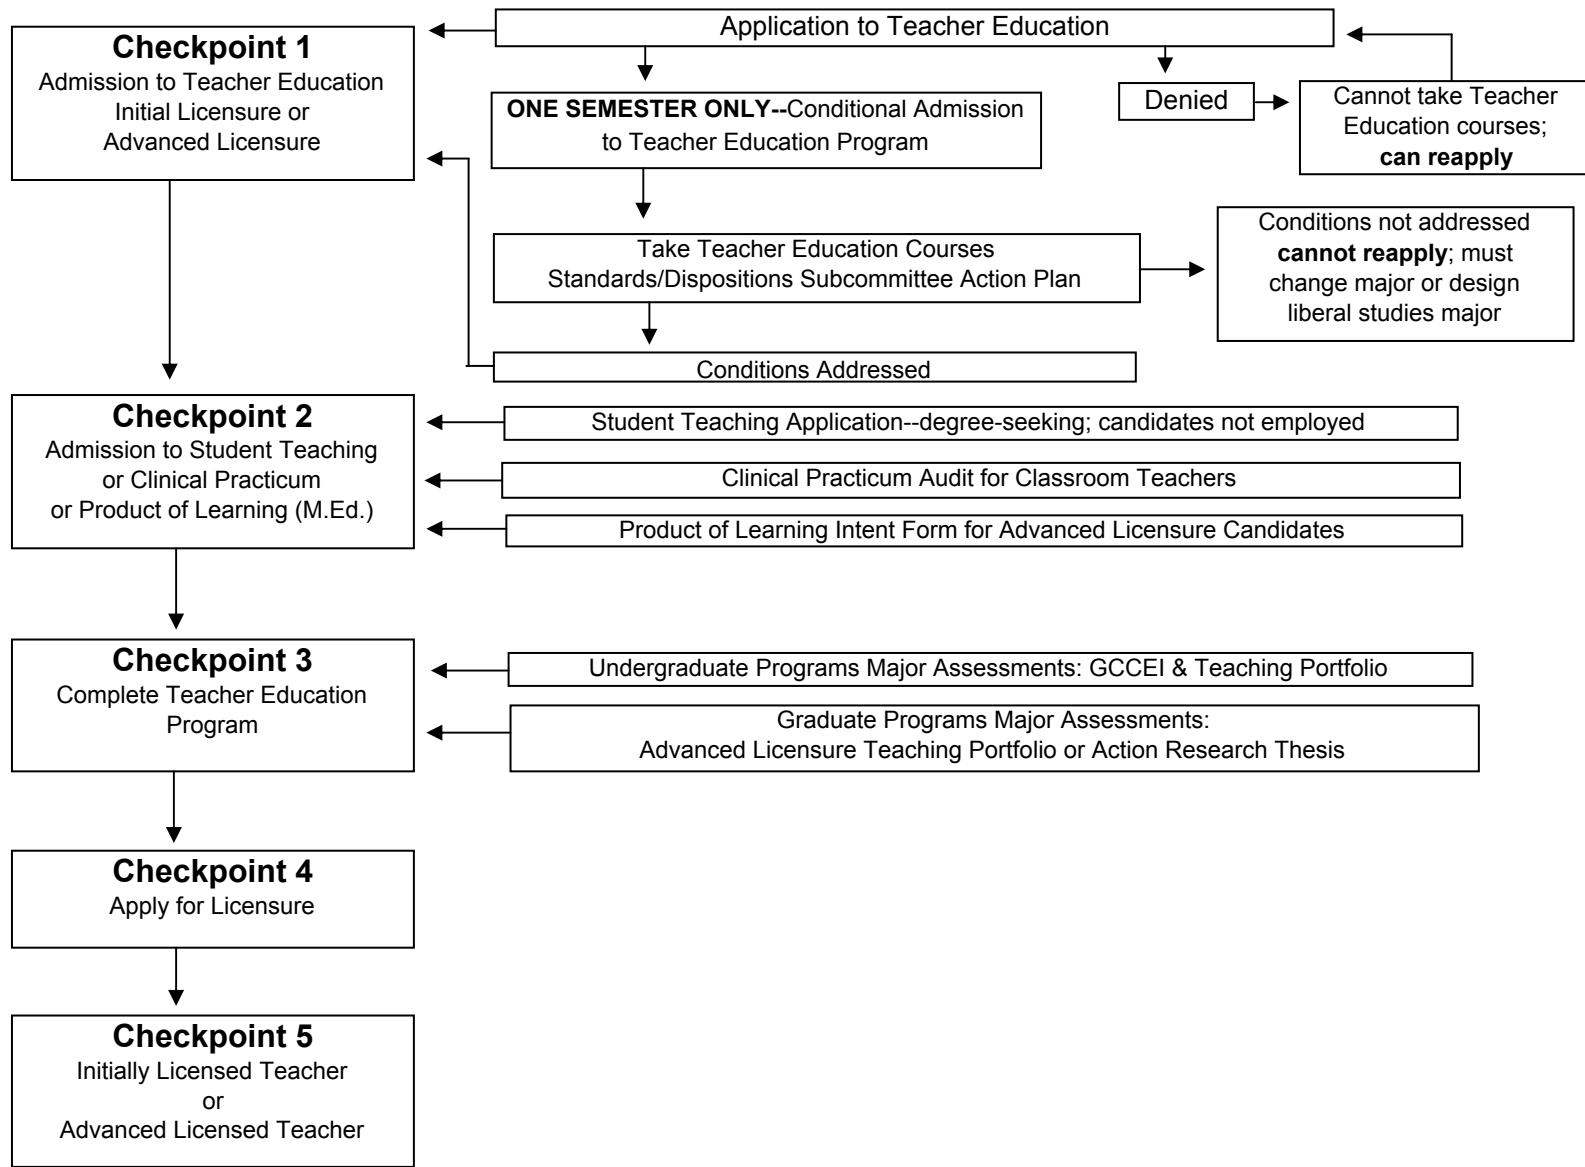 Application to Teacher Education
Checkpoint 1
Admission to Teacher Education
Initial Licensure or
Advanced Licensure
ONE SEMESTER ONLY--Conditional Admission
to Teacher Education Program
Denied
Cannot take Teacher
Education courses;
can reapply
Take Teacher Education Courses
Standards/Dispositions Subcommittee Action Plan
Conditions not addressed
cannot reapply; must
change major or design
liberal studies major
Conditions Addressed
Checkpoint 2
Admission to Student Teaching
or Clinical Practicum
or Product of Learning (M.Ed.)
Student Teaching Application--degree-seeking; candidates not employed
Clinical Practicum Audit for Classroom Teachers
Product of Learning Intent Form for Advanced Licensure Candidates
Checkpoint 3
Complete Teacher Education
Program
Undergraduate Programs Major Assessments: GCCEI & Teaching Portfolio
Graduate Programs Major Assessments:
Advanced Licensure Teaching Portfolio or Action Research Thesis
Checkpoint 4
Apply for Licensure
Checkpoint 5
Initially Licensed Teacher
or
Advanced Licensed Teacher